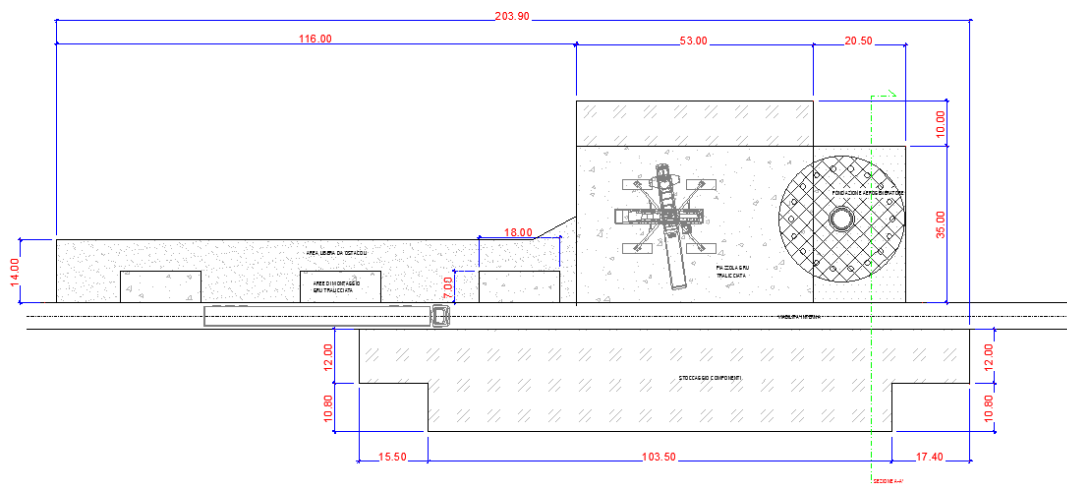 203.90
116.00
53.00
20.50
10.00
FONDAZIONE AEROGENERATORE
35.00
18.00
AREA LIBERA DA OSTACOLI
14.00
PIAZZOLA GRU
TRALICCIATA
7.00
AREE DI MONTAGGIO
GRU TRALICCIATA
VIABILITÀ INTERNA
12.00
12.00
STOCCAGGIO COMPONENTI
10.80
10.80
15.50
103.50
17.40
SEZIONE A-A'